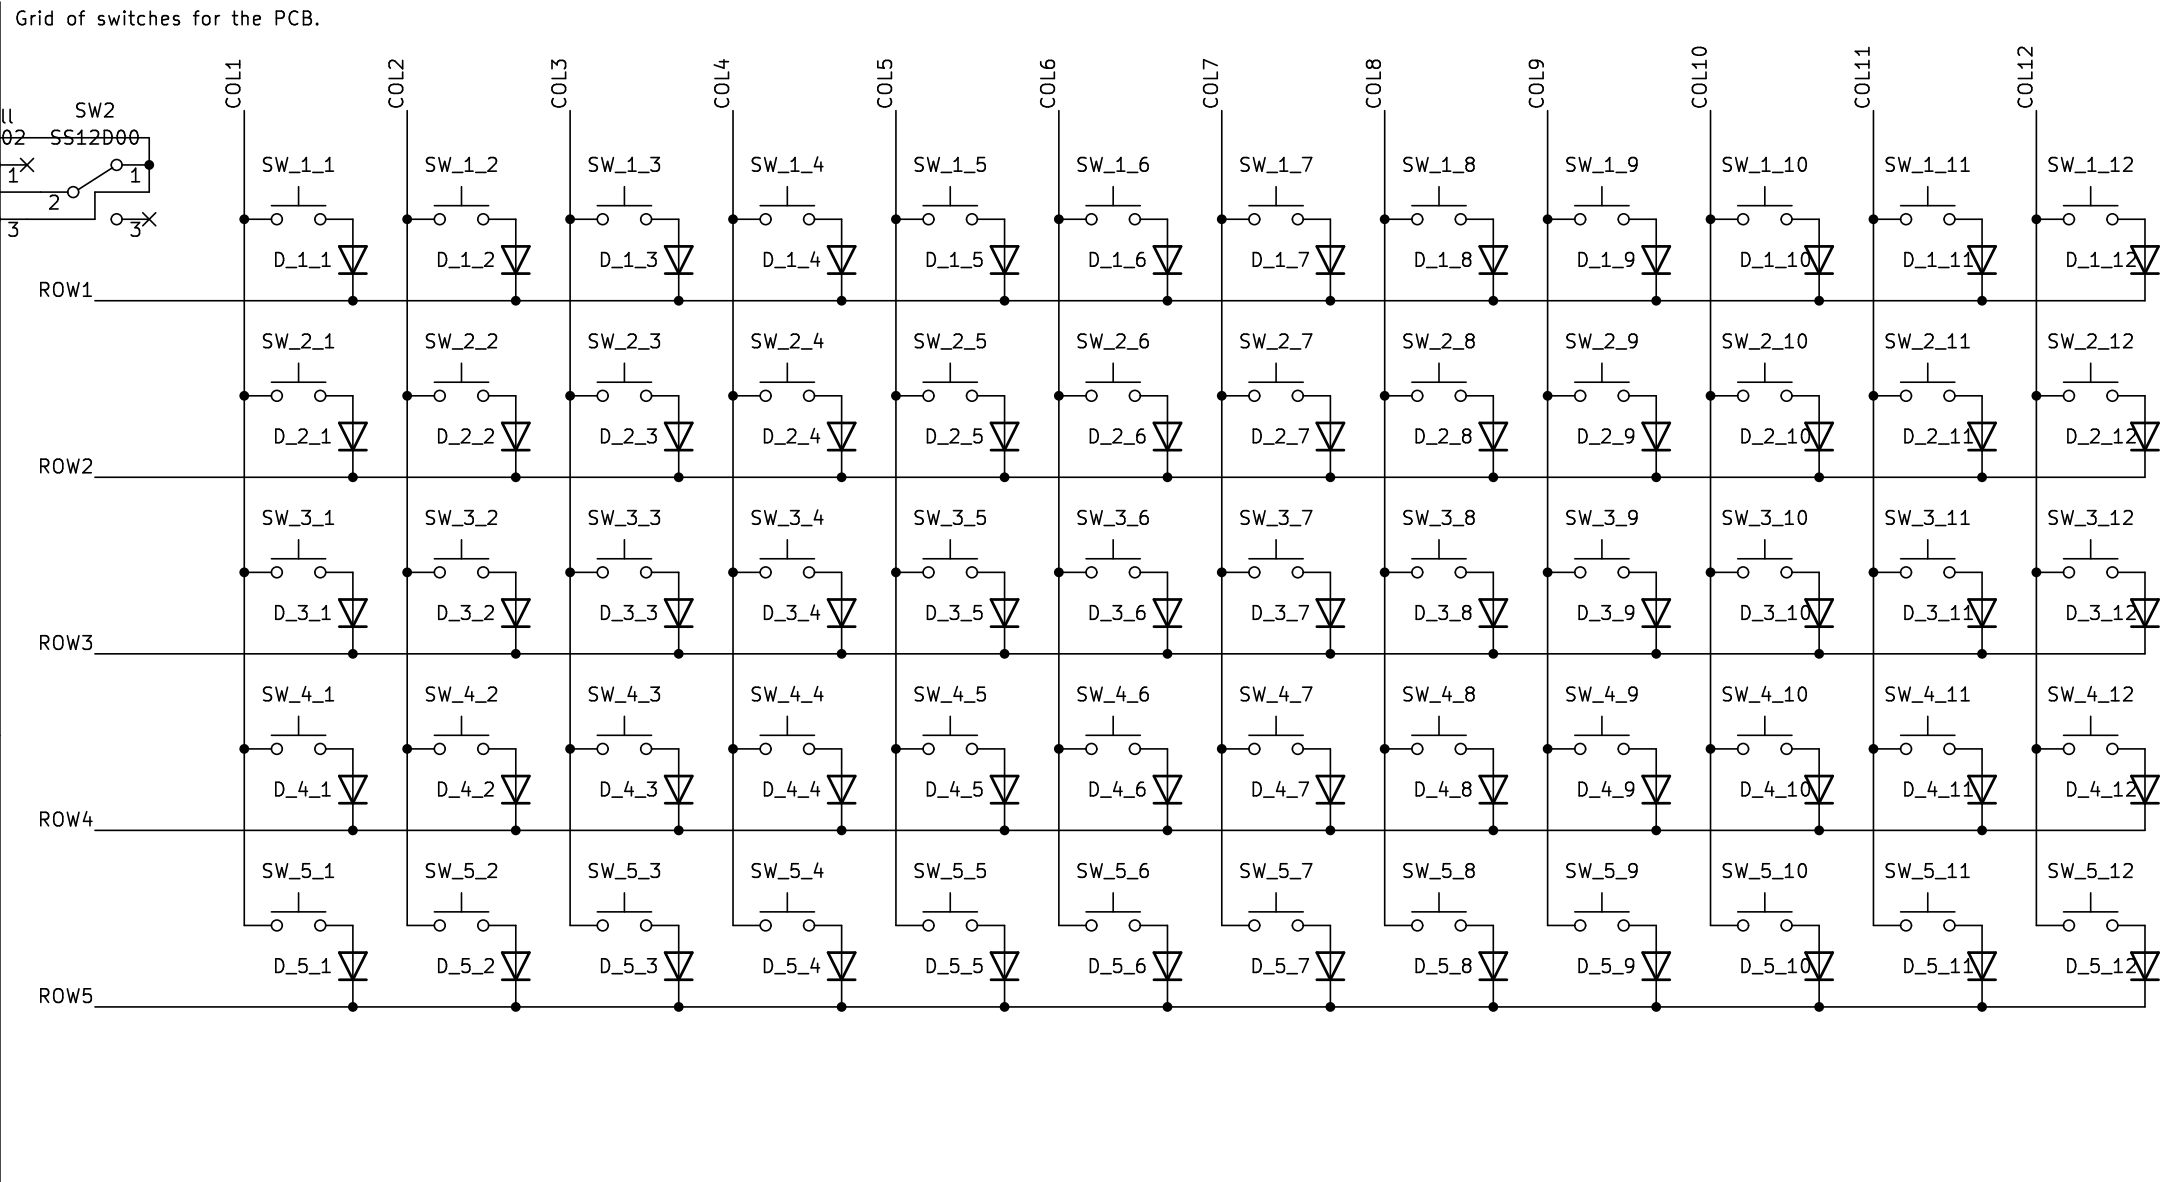 Grid of switches for the PCB.
COL1 COL2 COL3 COL4 COL5 COL6 COL7 COL8 COL9 COL10 COL11 COL12
ll SW2
02 SS12D00
SW_1_1 SW_1_2 SW_1_3 SW_1_4 SW_1_5 SW_1_6 SW_1_7 SW_1_8 SW_1_9 SW_1_10 SW_1_11 SW_1_12
1 1
2
3 3
D_1_1 D_1_2 D_1_3 D_1_4 D_1_5 D_1_6 D_1_7 D_1_8 D_1_9 D_1_10 D_1_11 D_1_12
ROW1
SW_2_1 SW_2_2 SW_2_3 SW_2_4 SW_2_5 SW_2_6 SW_2_7 SW_2_8 SW_2_9 SW_2_10 SW_2_11 SW_2_12
D_2_1 D_2_2 D_2_3 D_2_4 D_2_5 D_2_6 D_2_7 D_2_8 D_2_9 D_2_10 D_2_11 D_2_12
ROW2
SW_3_1 SW_3_2 SW_3_3 SW_3_4 SW_3_5 SW_3_6 SW_3_7 SW_3_8 SW_3_9 SW_3_10 SW_3_11 SW_3_12
D_3_1 D_3_2 D_3_3 D_3_4 D_3_5 D_3_6 D_3_7 D_3_8 D_3_9 D_3_10 D_3_11 D_3_12
ROW3
SW_4_1 SW_4_2 SW_4_3 SW_4_4 SW_4_5 SW_4_6 SW_4_7 SW_4_8 SW_4_9 SW_4_10 SW_4_11 SW_4_12
D_4_1 D_4_2 D_4_3 D_4_4 D_4_5 D_4_6 D_4_7 D_4_8 D_4_9 D_4_10 D_4_11 D_4_12
ROW4
SW_5_1 SW_5_2 SW_5_3 SW_5_4 SW_5_5 SW_5_6 SW_5_7 SW_5_8 SW_5_9 SW_5_10 SW_5_11 SW_5_12
D_5_1 D_5_2 D_5_3 D_5_4 D_5_5 D_5_6 D_5_7 D_5_8 D_5_9 D_5_10 D_5_11 D_5_12
ROW5